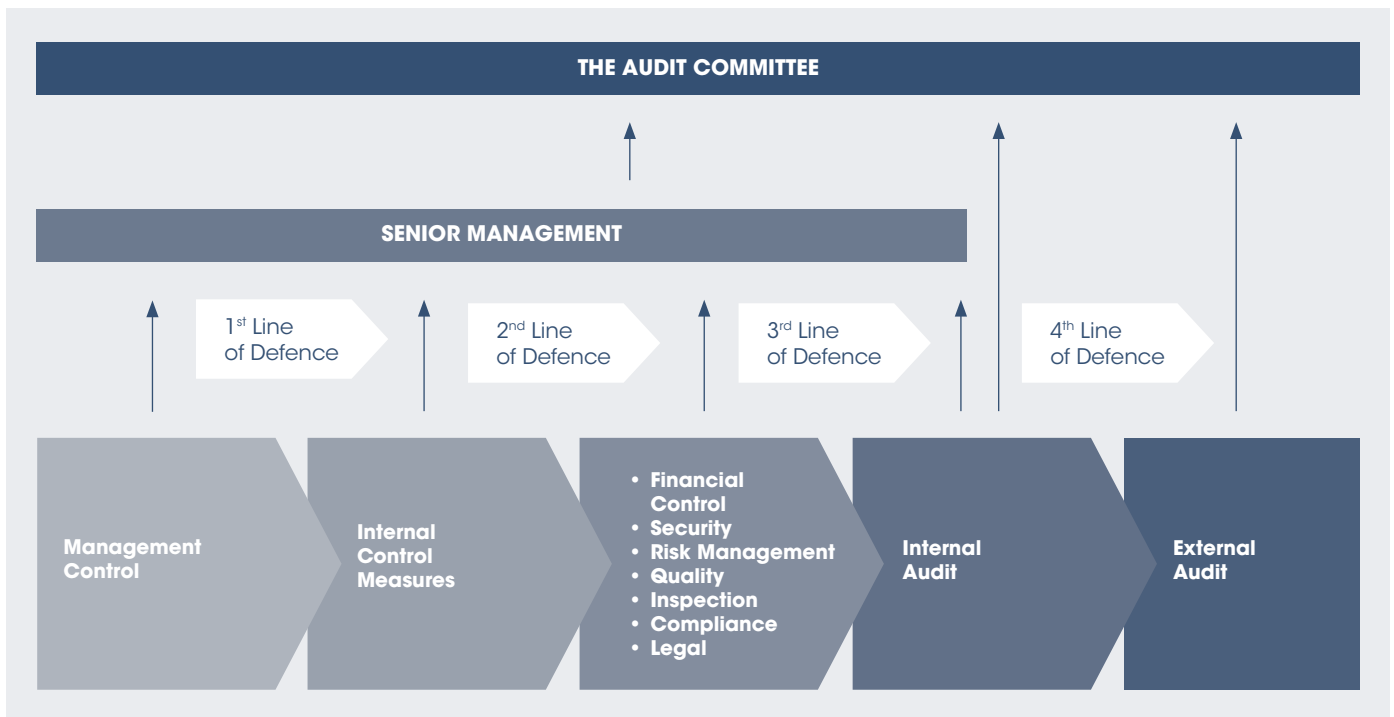 THE AUDIT COMMITTEE
SENIOR MANAGEMENT
1st Line
of Defence
2nd Line
of Defence
3rd Line
of Defence
4th Line
of Defence
Management
Control
Internal
Control
Measures
• Financial
Control
• Security
• Risk Management
• Quality
• Inspection
• Compliance
• Legal
Internal
Audit
External
Audit